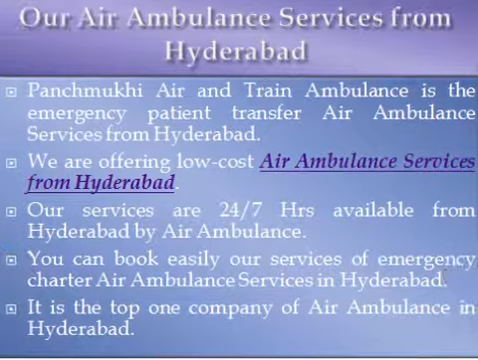 Our Air Ambulance Services from
Hyderabad
Panchmukhi Air and Train Ambulance is the
emergency patient transfer Air Ambulance
Services from Hyderabad.
We are offering low-cost Air Ambulance Services
from Hyderabad.
Our services are 24/7 Hrs available from
Hyderabad by Air Ambulance.
You can book easily our services of emergency
charter Air Ambulance Services in Hyderabad.
It is the top one company of Air Ambulance in
Hyderabad.